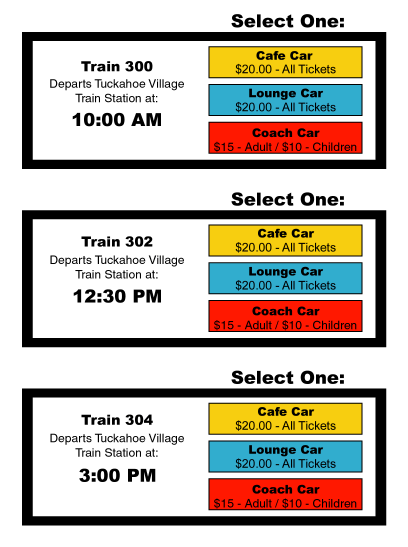 Select One:
Train 300
Departs Tuckahoe Village
Train Station at:
10:00 AM
Cafe Car
$20.00 - All Tickets
Lounge Car
$20.00 - All Tickets
Coach Car
$15 - Adult / $10 - Children
Select One:
Train 302
Departs Tuckahoe Village
Train Station at:
12:30 PM
Cafe Car
$20.00 - All Tickets
Lounge Car
$20.00 - All Tickets
Coach Car
$15 - Adult / $10 - Children
Select One:
Train 304
Departs Tuckahoe Village
Train Station at:
3:00 PM
Cafe Car
$20.00 - All Tickets
Lounge Car
$20.00 - All Tickets
Coach Car
$15 - Adult / $10 - Children